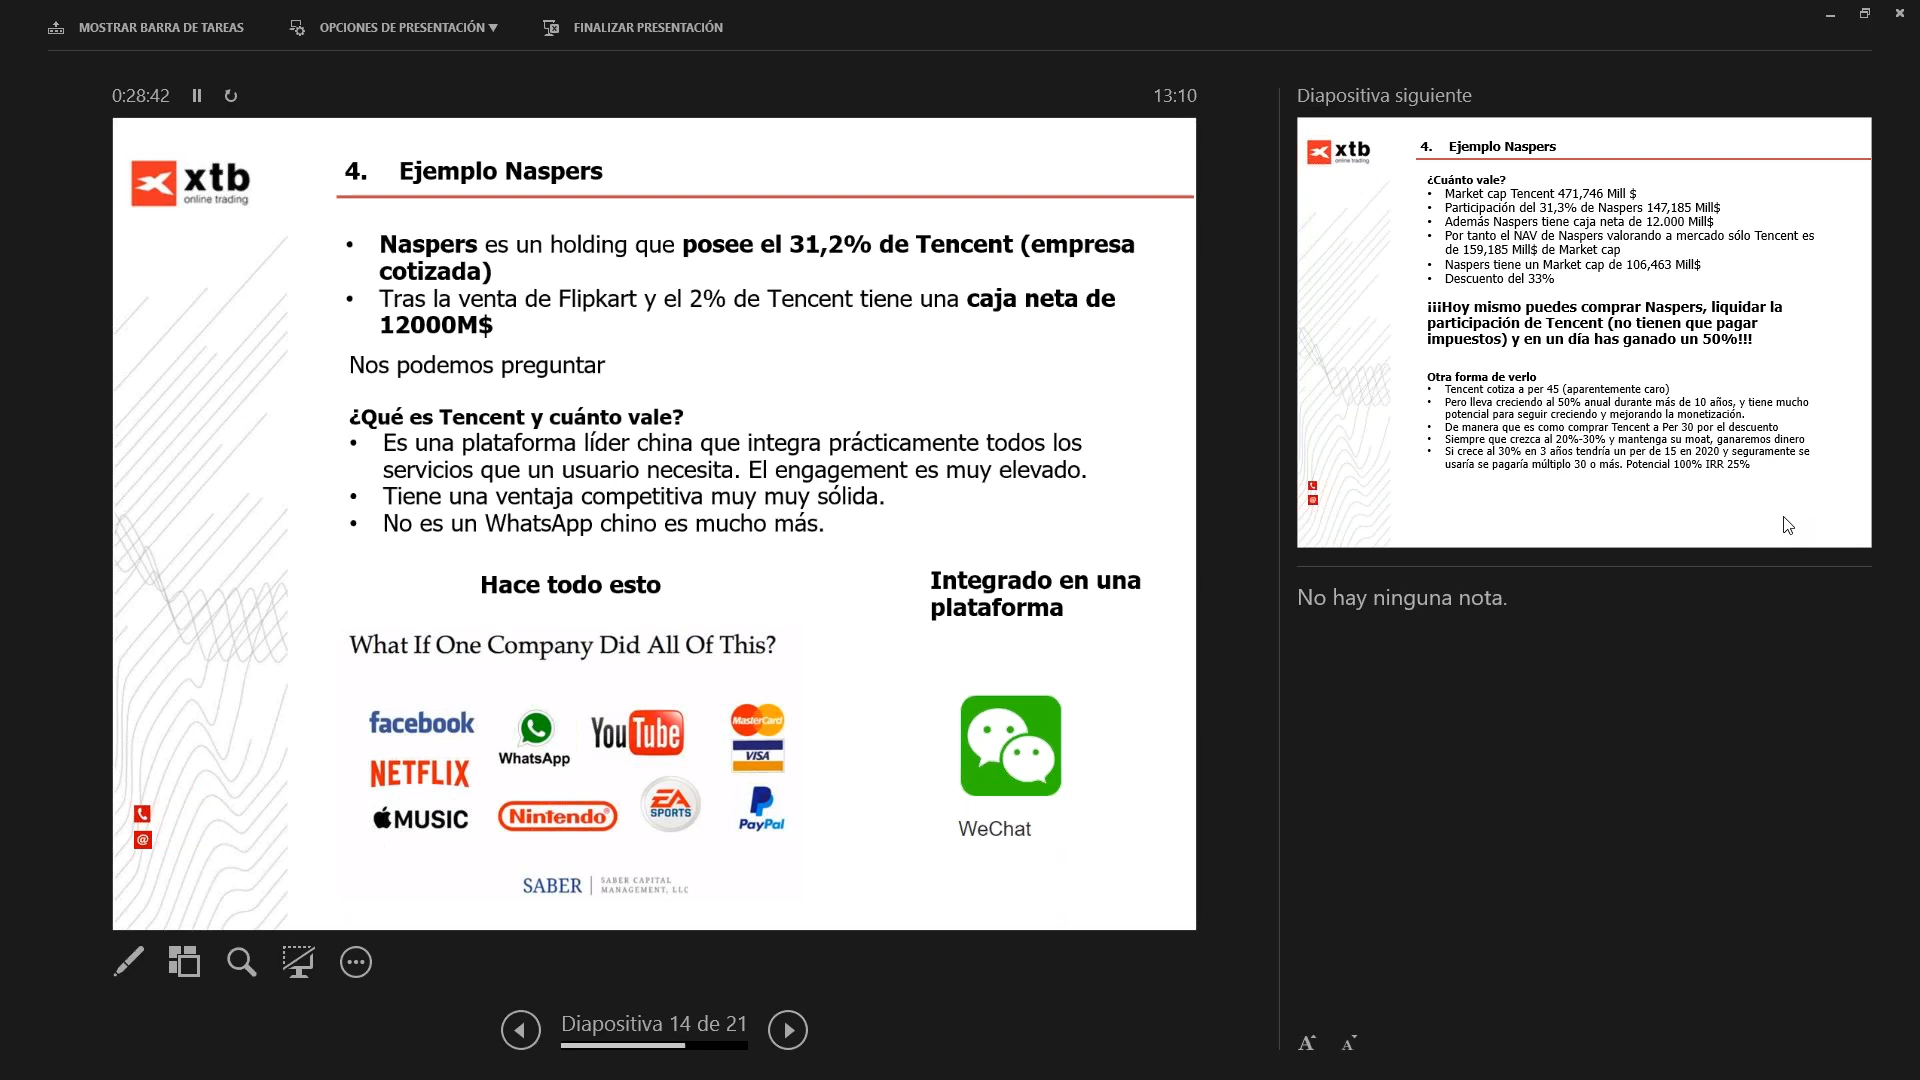 MOSTRAR BARRA DE TAREAS
OPCIONES DE PRESENTACIÓN ▼
FINALIZAR PRESENTACIÓN
0:28:42
13:10
xtb
online trading
4. Ejemplo Naspers
• Naspers es un holding que posee el 31,2% de Tencent (empresa
cotizada)
• Tras la venta de Flipkart y el 2% de Tencent tiene una caja neta de
12000M$
Nos podemos preguntar
¿Qué es Tencent y cuánto vale?
• Es una plataforma líder china que integra prácticamente todos los
servicios que un usuario necesita. El engagement es muy elevado.
• Tiene una ventaja competitiva muy muy sólida.
• No es un WhatsApp chino es mucho más.
Hace todo esto
Integrado en una
plataforma
What If One Company Did All Of This?
facebook
WhatsApp
YouTube
MasterCard
VISA
NETFLIX
MUSIC
Nintendo®
EA
SPORTS
PayPal
WeChat
SABER | SABER CAPITAL
MANAGEMENT, LLC
Diapositiva 14 de 21
Diapositiva siguiente
xtb
online trading
4. Ejemplo Naspers
¿Cuánto vale?
• Market cap Tencent 471,746 Mill $
• Participación del 31,3% de Naspers 147,185 Mill$
• Además Naspers tiene caja neta de 12.000 Mill$
• Por tanto el NAV de Naspers valorando a mercado sólo Tencent es
de 159,185 Mill$ de Market cap
• Naspers tiene un Market cap de 106,463 Mill$
• Descuento del 33%
¡¡¡Hoy mismo puedes comprar Naspers, liquidar la
participación de Tencent (no tienen que pagar
impuestos) y en un día has ganado un 50%!!!
Otra forma de verlo
• Tencent cotiza a per 45 (aparentemente caro)
• Pero lleva creciendo al 50% anual durante más de 10 años, y tiene mucho
potencial para seguir creciendo y mejorando la monetización.
• De manera que es como comprar Tencent a Per 30 por el descuento
• Siempre que crezca al 20%-30% y mantenga su moat, ganaremos dinero
• Si crece al 30% en 3 años tendría un per de 15 en 2020 y seguramente se
usaría se pagaría múltiplo 30 o más. Potencial 100% IRR 25%
No hay ninguna nota.